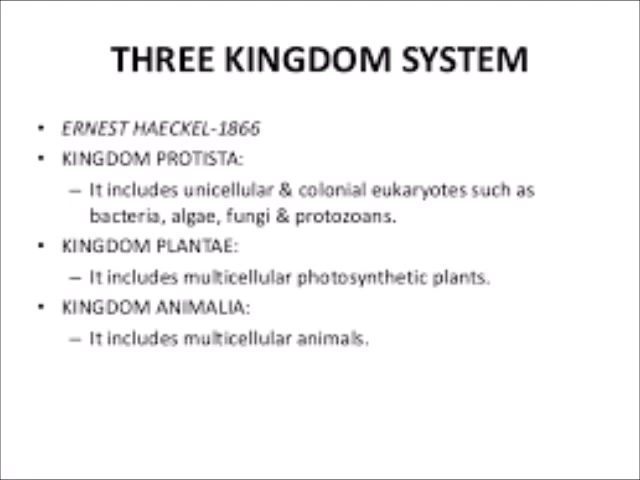 THREE KINGDOM SYSTEM
• ERNEST HAECKEL-1866
• KINGDOM PROTISTA:
– It includes unicellular & colonial eukaryotes such as
bacteria, algae, fungi & protozoans.
• KINGDOM PLANTAE:
– It includes multicellular photosynthetic plants.
• KINGDOM ANIMALIA:
– It includes multicellular animals.